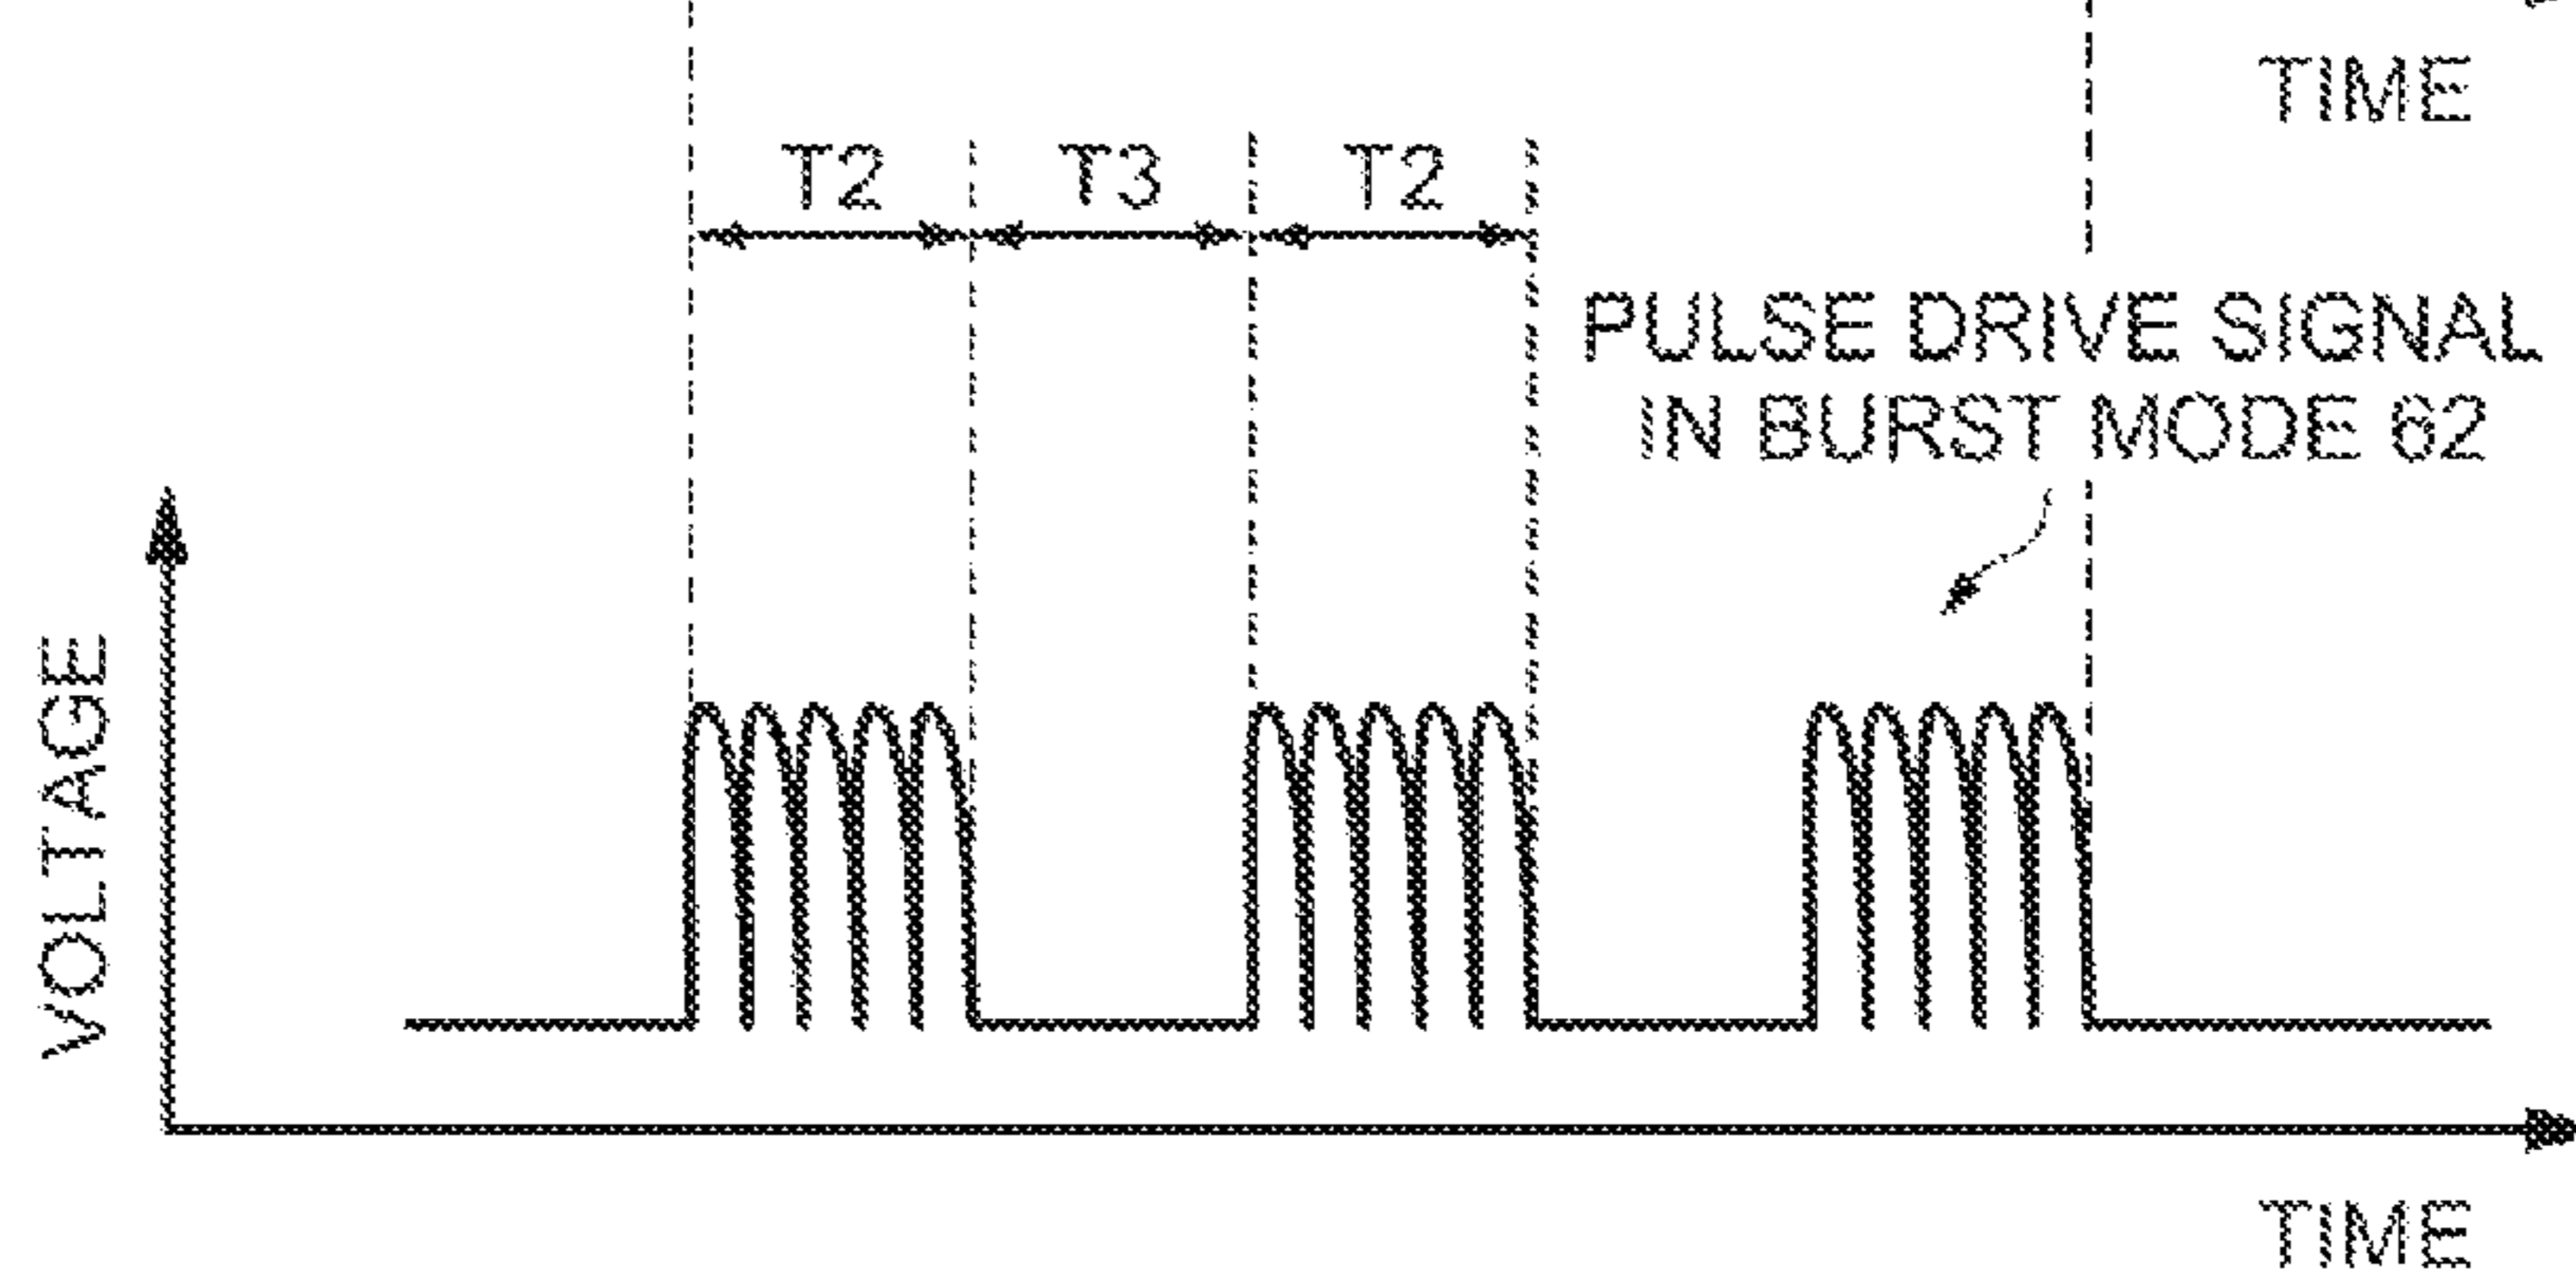 TIME
T2 T3 T2
PULSE DRIVE SIGNAL
IN BURST MODE 62
VOLTAGE
TIME